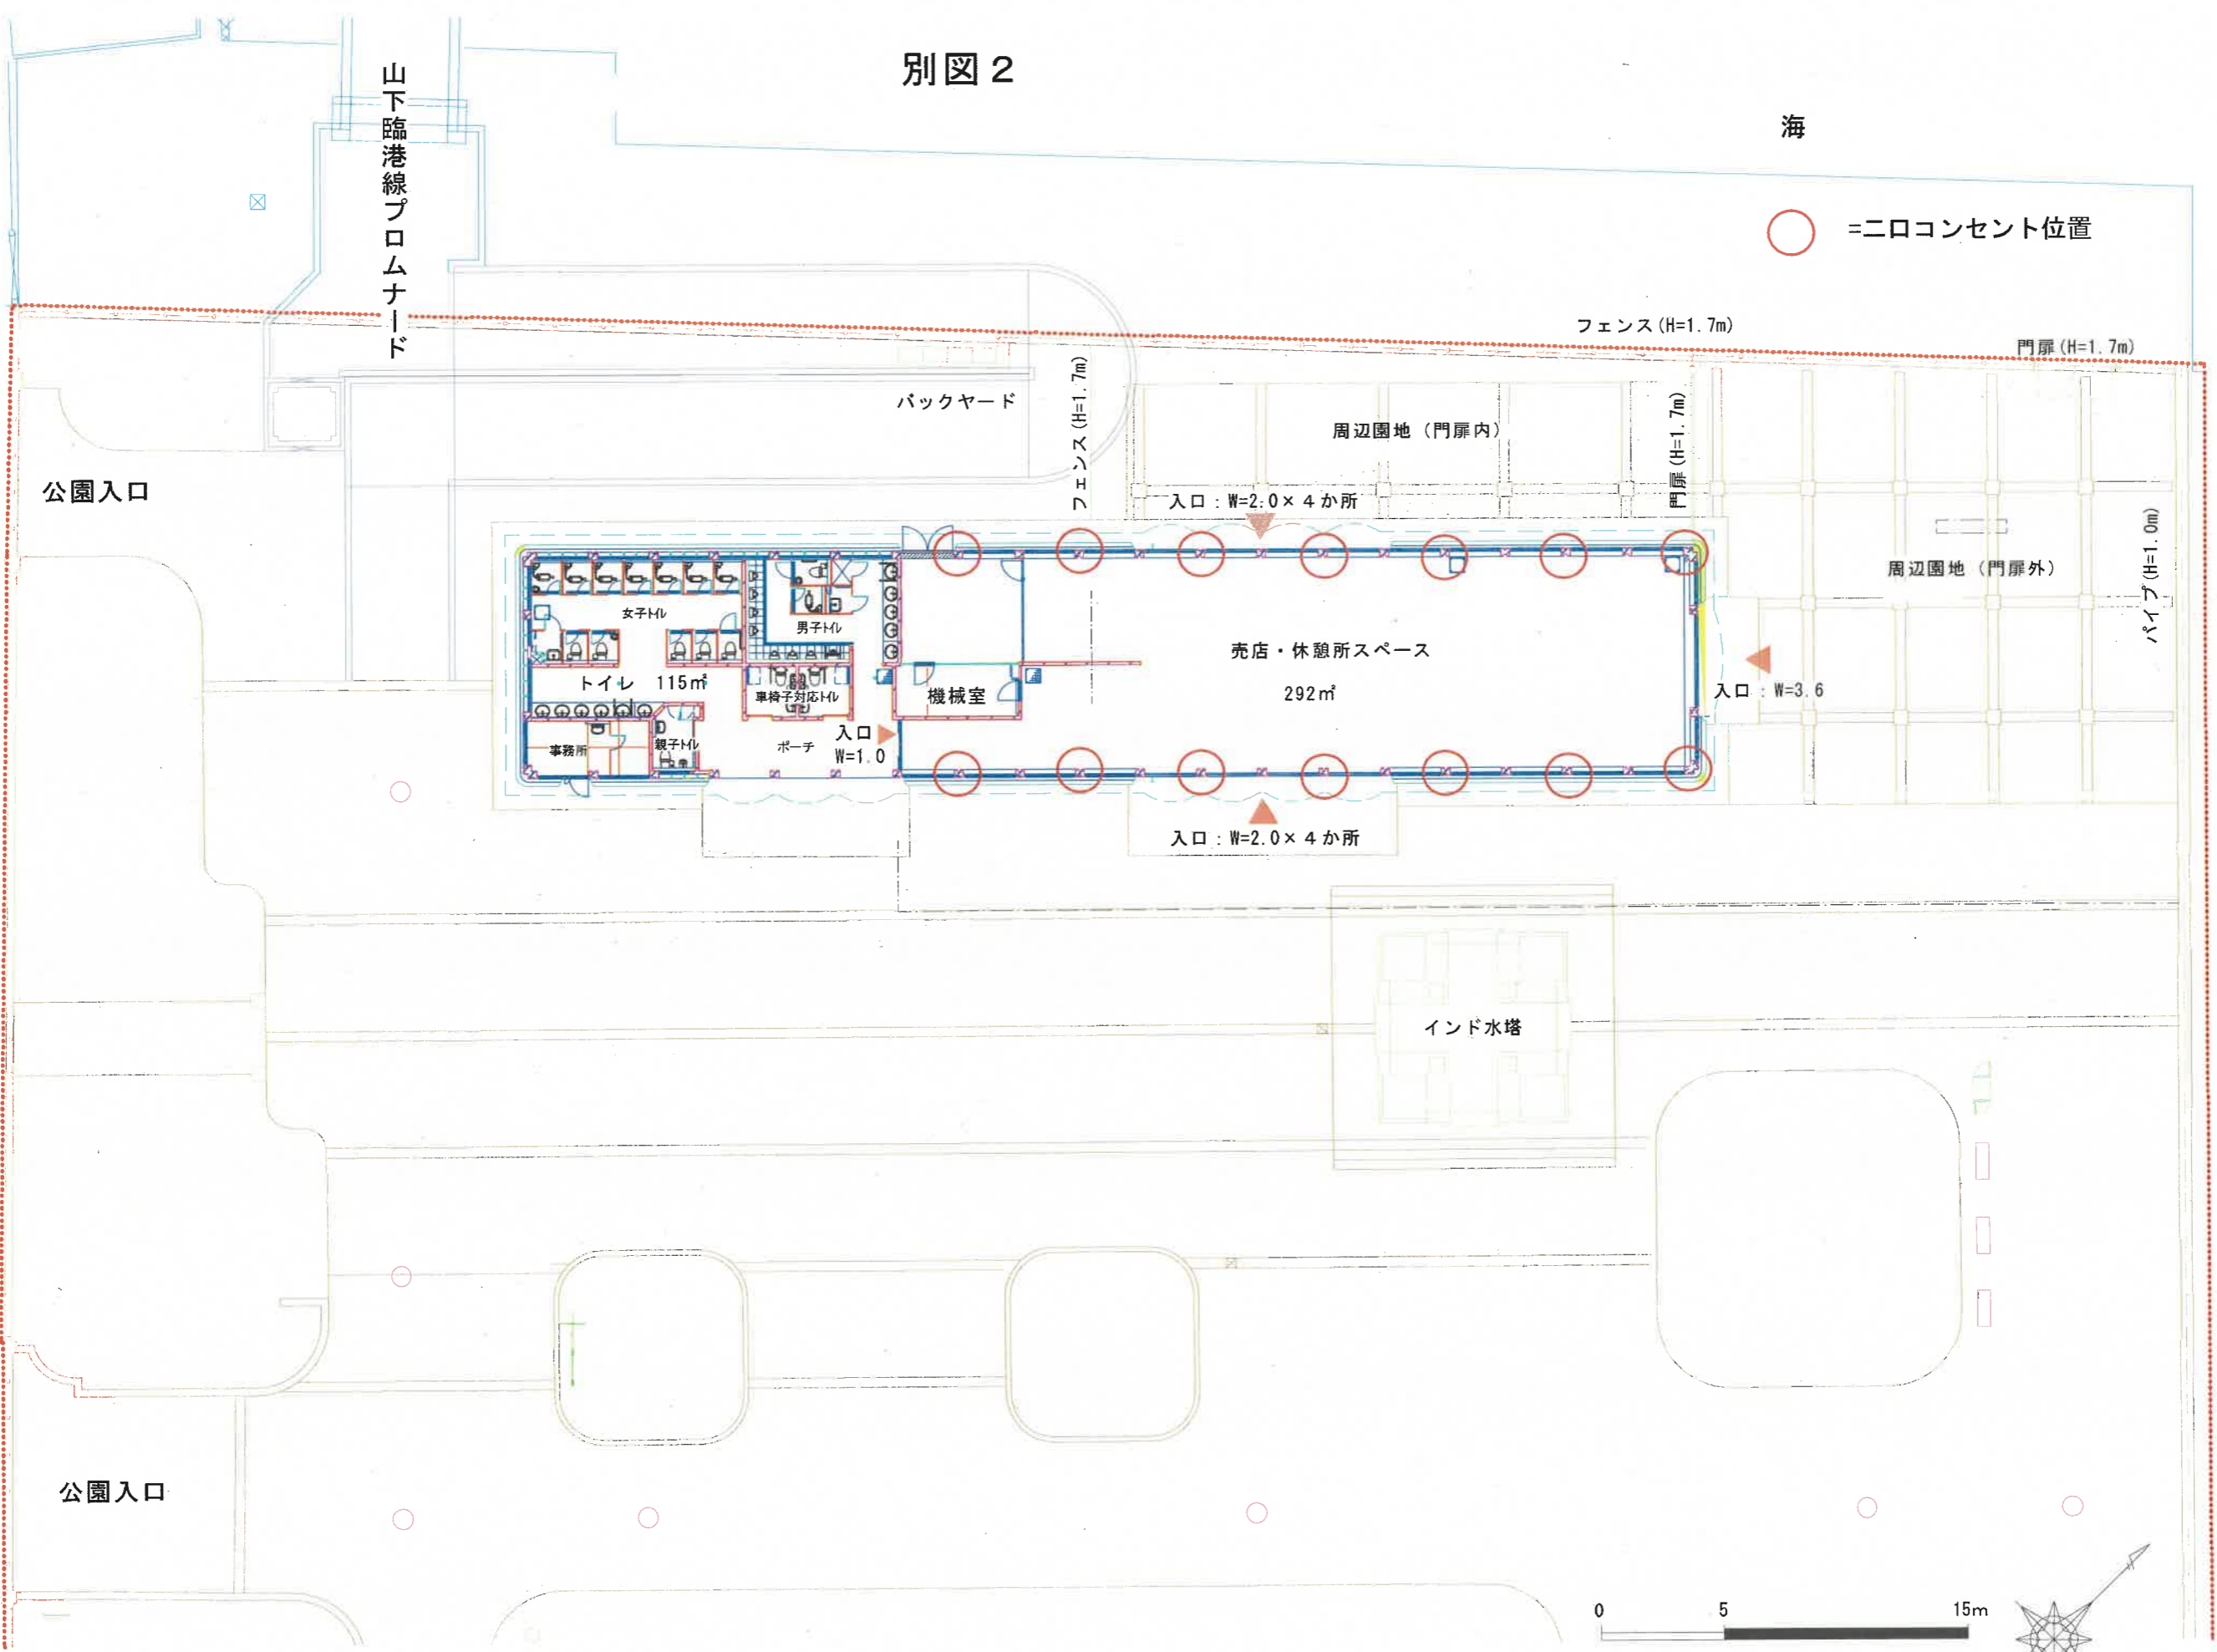 別図２
山下臨港線プロムナード
海
=二口コンセント位置
フェンス(H=1.7m)
門扉(H=1.7m)
フェンス(H=1.7m)
バックヤード
周辺園地（門扉内）
門扉(H=1.7m)
公園入口
入口：W=2.0×４か所
周辺園地（門扉外）
パイプ(H=1.0m)
女子トイレ
男子トイレ
売店・休憩所スペース
292㎡
トイレ 115㎡
車椅子対応トイレ
機械室
入口：W=3.6
入口
W=1.0
事務所
親子トイレ
ポーチ
入口：W=2.0×４か所
インド水塔
公園入口
0 5 15m